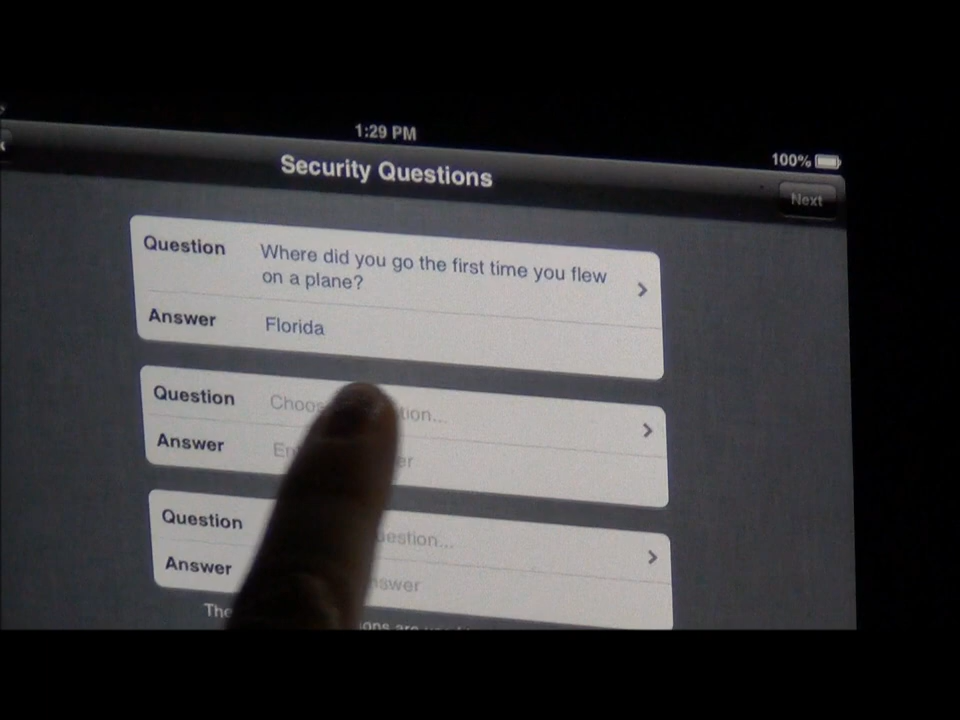 1:29 PM
100%
Security Questions
Next
Question Where did you go the first time you flew
on a plane?
Answer Florida
Question
Answer
Question
Answer